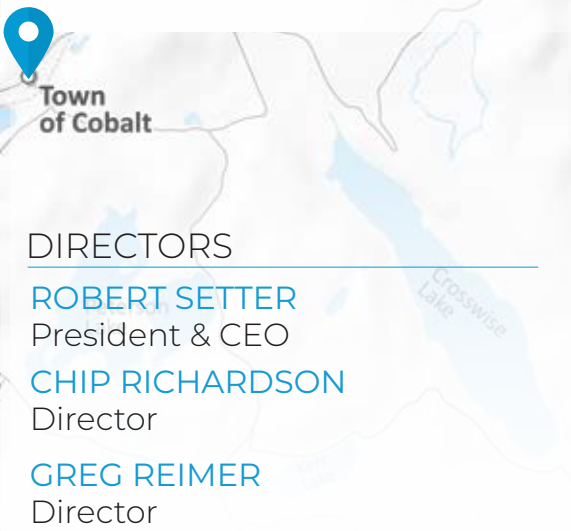 Town
of Cobalt
Crosswise
Lake
DIRECTORS
ROBERT SETTER
President & CEO
CHIP RICHARDSON
Director
GREG REIMER
Director